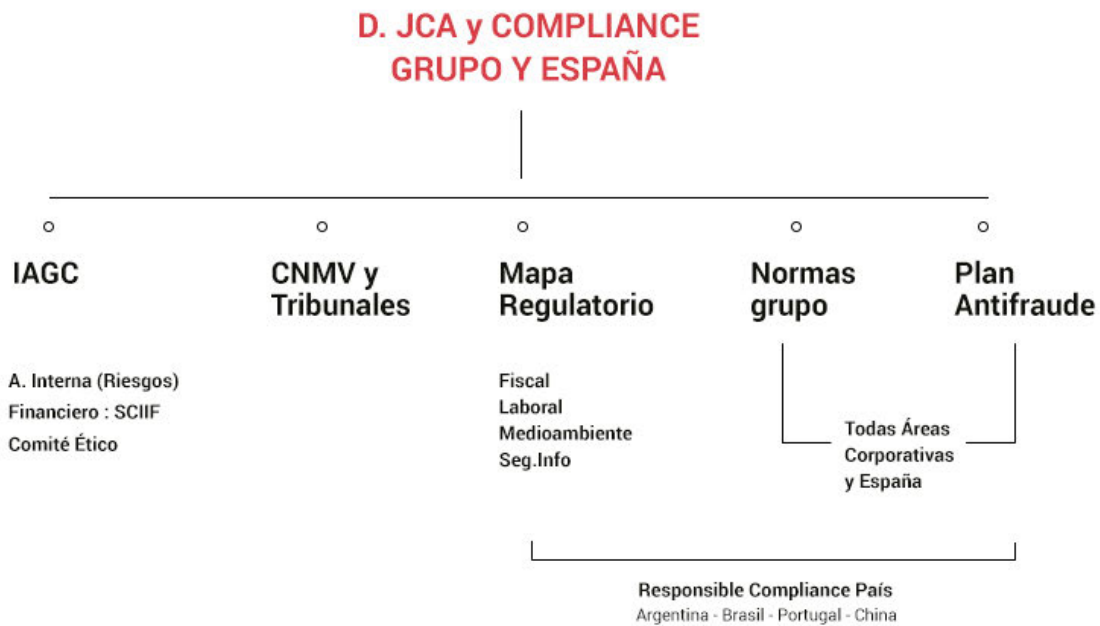 D. JCA y COMPLIANCE
GRUPO Y ESPAÑA
IAGC
A. Interna (Riesgos)
Financiero : SCIIF
Comité Ético
CNMV y
Tribunales
Mapa
Regulatorio
Fiscal
Laboral
Medioambiente
Seg.Info
Normas
grupo
Plan
Antifraude
Todas Áreas
Corporativas
y España
Responsible Compliance País
Argentina - Brasil - Portugal - China